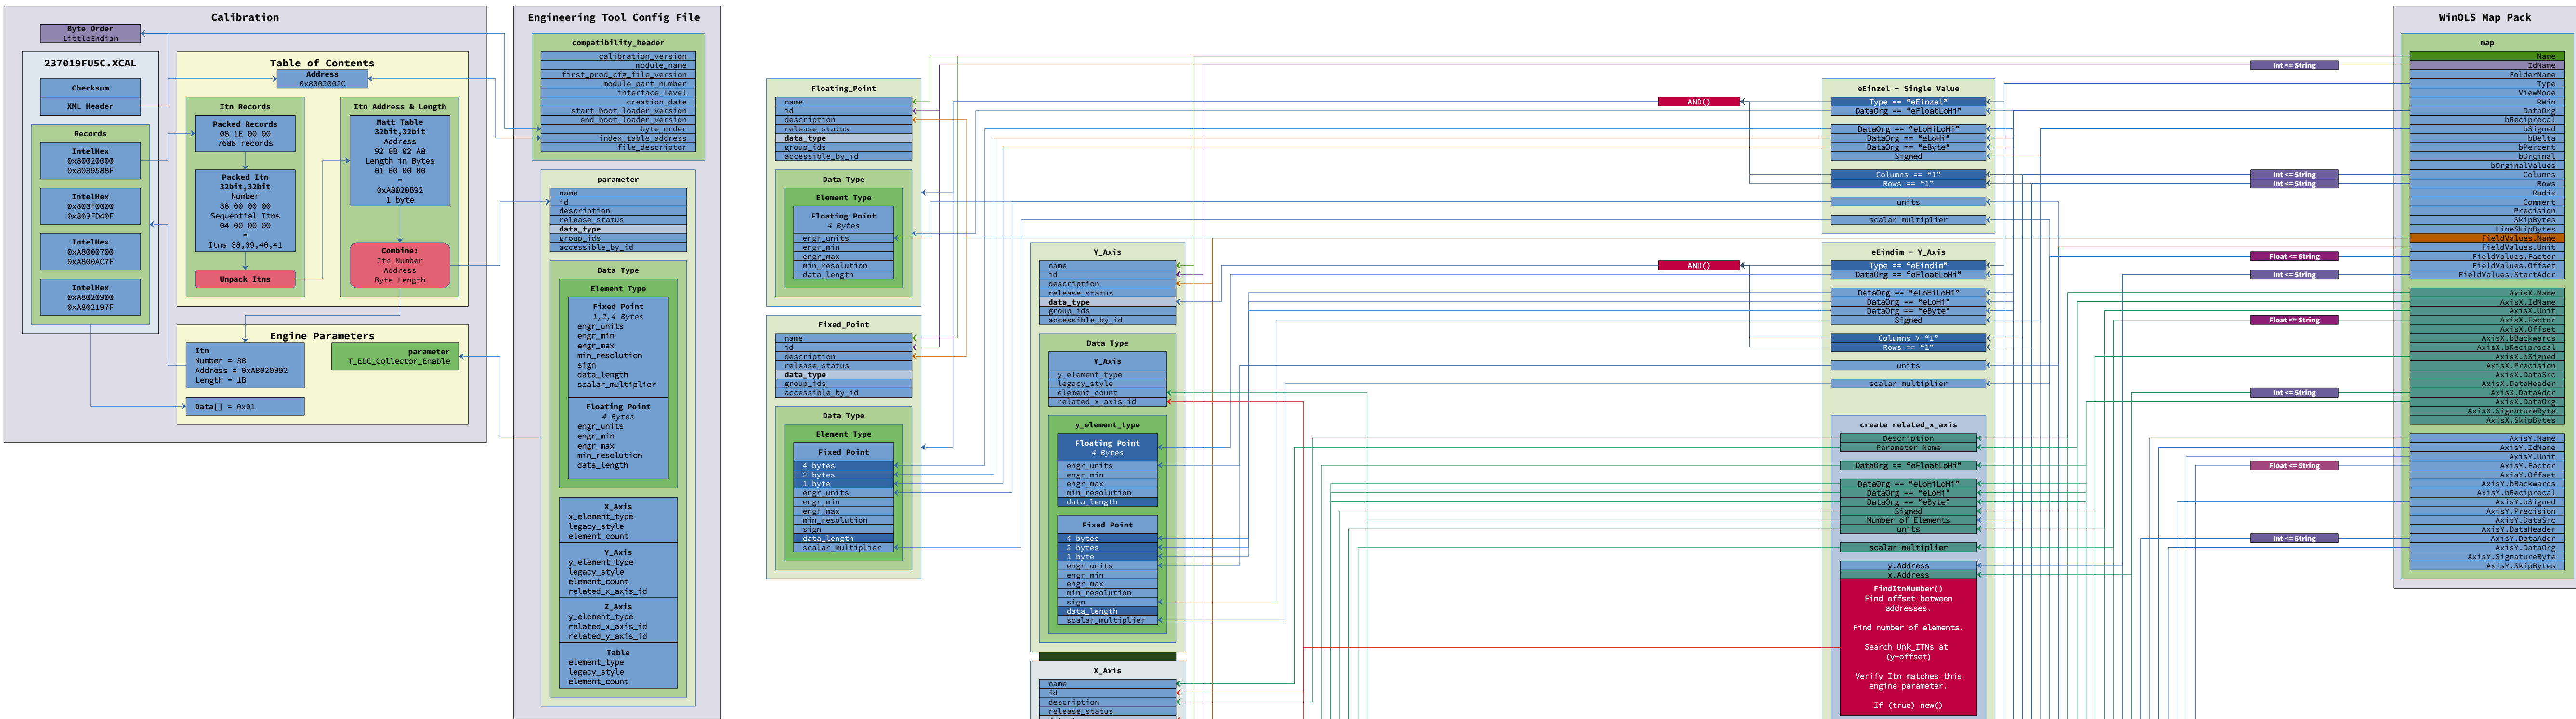 Calibration
Byte Order
LittleEndian
237019FU5C.XCAL
Checksum
XML Header
Records
IntelHex
0x80020000
0x8039588F
IntelHex
0x803F0000
0x803FD40F
IntelHex
0xA8000700
0xA800AC7F
IntelHex
0xA8020900
0xA802197F
Table of Contents
Address
0x8002002C
Itn Records
Packed Records
08 1E 00 00
7688 records
Packed Itn
32bit,32bit
Number
38 00 00 00
Sequential Itns
04 00 00 00
=
Itns 38,39,40,41
Unpack Itns
Itn Address & Length
Matt Table
32bit,32bit
Address
92 0B 02 A8
Length in Bytes
01 00 00 00
=
0xA8020B92
1 byte
Combine:
Itn Number
Address
Byte Length
Engine Parameters
Itn
Number = 38
Address = 0xA8020B92
Length = 1B
parameter
T_EDC_Collector_Enable
Data[] = 0x01
Engineering Tool Config File
compatibility_header
calibration_version
module_name
first_prod_cfg_file_version
module_part_number
interface_level
creation_date
start_boot_loader_version
end_boot_loader_version
byte_order
index_table_address
file_descriptor
parameter
name
id
description
release_status
data_type
group_ids
accessible_by_id
Data Type
Element Type
Fixed Point
1,2,4 Bytes
engr_units
engr_min
engr_max
min_resolution
sign
data_length
scalar_multiplier
Floating Point
4 Bytes
engr_units
engr_min
engr_max
min_resolution
data_length
X_Axis
x_element_type
legacy_style
element_count
Y_Axis
y_element_type
legacy_style
element_count
related_x_axis_id
Z_Axis
y_element_type
related_x_axis_id
related_y_axis_id
Table
element_type
legacy_style
element_count
Floating_Point
name
id
description
release_status
data_type
group_ids
accessible_by_id
Data Type
Element Type
Floating Point
4 Bytes
engr_units
engr_min
engr_max
min_resolution
data_length
Fixed_Point
name
id
description
release_status
data_type
group_ids
accessible_by_id
Data Type
Element Type
Fixed Point
4 bytes
2 bytes
1 byte
engr_units
engr_min
engr_max
min_resolution
sign
data_length
scalar_multiplier
Y_Axis
name
id
description
release_status
data_type
group_ids
accessible_by_id
Data Type
Y_Axis
y_element_type
legacy_style
element_count
related_x_axis_id
y_element_type
Floating Point
4 Bytes
engr_units
engr_min
engr_max
min_resolution
data_length
Fixed Point
4 bytes
2 bytes
1 byte
engr_units
engr_min
engr_max
min_resolution
sign
data_length
scalar_multiplier
X_Axis
name
id
description
release_status
AND()
AND()
eEinzel - Single Value
Type == "eEinzel"
DataOrg == "eFloatLoHi"
DataOrg == "eLoHiLoHi"
DataOrg == "eLoHi"
DataOrg == "eByte"
Signed
Columns == "1"
Rows == "1"
units
scalar multiplier
eEindim - Y_Axis
Type == "eEindim"
DataOrg == "eFloatLoHi"
DataOrg == "eLoHiLoHi"
DataOrg == "eLoHi"
DataOrg == "eByte"
Signed
Columns > "1"
Rows == "1"
units
scalar multiplier
create related_x_axis
Description
Parameter Name
DataOrg == "eFloatLoHi"
DataOrg == "eLoHiLoHi"
DataOrg == "eLoHi"
DataOrg == "eByte"
Signed
Number of Elements
units
scalar multiplier
y.Address
x.Address
FindItnNumber()
Find offset between
addresses.
Find number of elements.
Search Unk_ITNs at
(y-offset)
Verify Itn matches this
engine parameter.
If (true) new()
Int <= String
Int <= String
Int <= String
Float <= String
Int <= String
Float <= String
Int <= String
Float <= String
Int <= String
WinOLS Map Pack
map
Name
IdName
FolderName
Type
ViewMode
RWin
DataOrg
bReciprocal
bSigned
bDelta
bPercent
bOrginal
bOrginalValues
Columns
Rows
Radix
Comment
Precision
SkipBytes
LineSkipBytes
FieldValues.Name
FieldValues.Unit
FieldValues.Factor
FieldValues.Offset
FieldValues.StartAddr
AxisX.Name
AxisX.IdName
AxisX.Unit
AxisX.Factor
AxisX.Offset
AxisX.bBackwards
AxisX.bReciprocal
AxisX.bSigned
AxisX.Precision
AxisX.DataSrc
AxisX.DataHeader
AxisX.DataAddr
AxisX.DataOrg
AxisX.SignatureByte
AxisX.SkipBytes
AxisY.Name
AxisY.IdName
AxisY.Unit
AxisY.Factor
AxisY.Offset
AxisY.bBackwards
AxisY.bReciprocal
AxisY.bSigned
AxisY.Precision
AxisY.DataSrc
AxisY.DataHeader
AxisY.DataAddr
AxisY.DataOrg
AxisY.SignatureByte
AxisY.SkipBytes